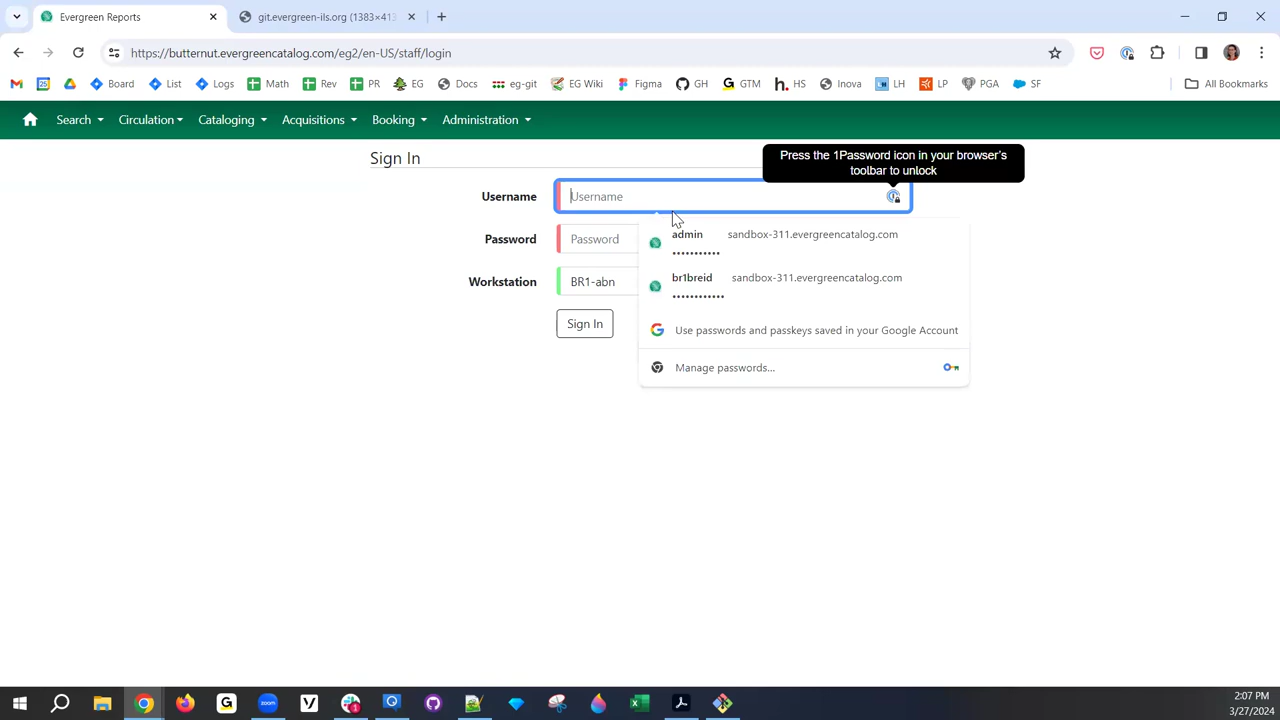 Evergreen Reports
git.evergreen-ils.org (1383×413
https://butternut.evergreencatalog.com/eg2/en-US/staff/login
Board List Logs Math Rev PR EG Docs eg-git EG Wiki Figma GH GTM HS Inova LH LP PGA SF All Bookmarks
Search Circulation Cataloging Acquisitions Booking Administration
Sign In
Press the 1Password icon in your browser's
toolbar to unlock
Username Username
admin sandbox-311.evergreencatalog.com
•••••••••••
Password Password
br1breid sandbox-311.evergreencatalog.com
••••••••••••
Workstation BR1-abn
Sign In
Use passwords and passkeys saved in your Google Account
Manage passwords...
zoom
2:07 PM
3/27/2024